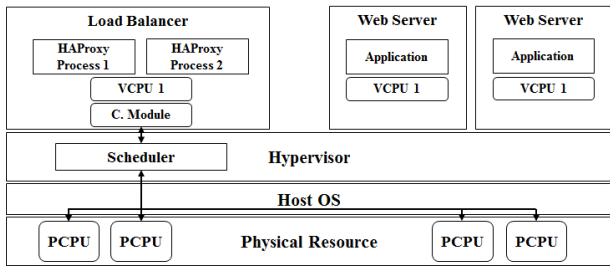 Load Balancer
HAProxy
Process 1
HAProxy
Process 2
VCPU 1
C. Module
Web Server
Application
VCPU 1
Web Server
Application
VCPU 1
Scheduler
Hypervisor
Host OS
PCPU
PCPU
Physical Resource
PCPU
PCPU